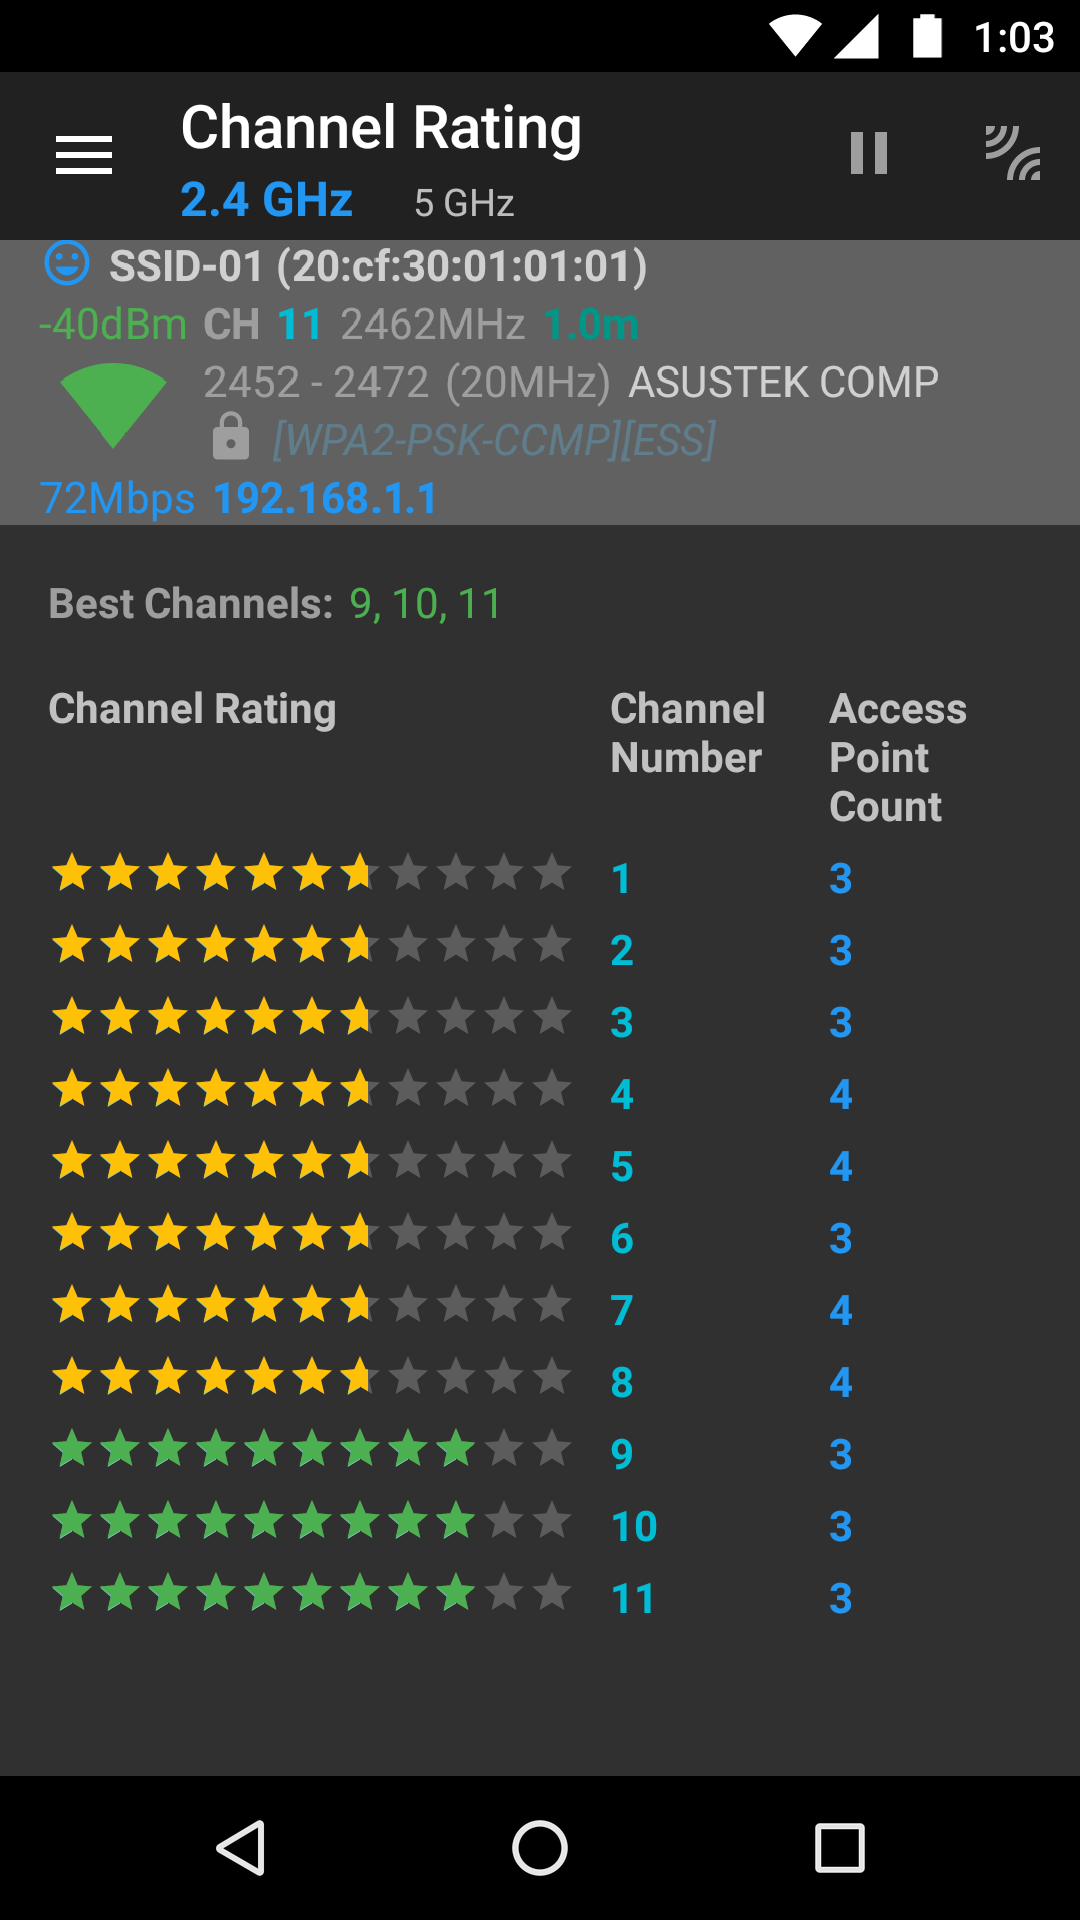 1:03
Channel Rating
2.4 GHz 5 GHz
SSID-01 (20:cf:30:01:01:01)
-40dBm CH 11 2462MHz 1.0m
2452 - 2472 (20MHz) ASUSTEK COMP
[WPA2-PSK-CCMP][ESS]
72Mbps 192.168.1.1
Best Channels: 9, 10, 11
Channel Rating Channel Number Access Point Count
1 3
2 3
3 3
4 4
5 4
6 3
7 4
8 4
9 3
10 3
11 3